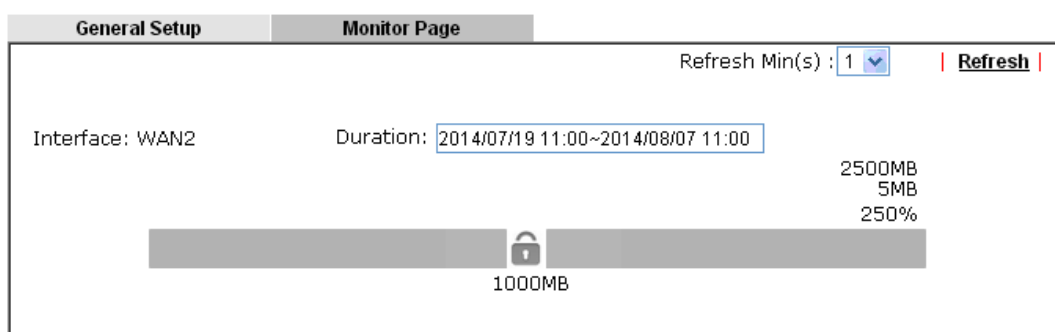 General Setup Monitor Page
Refresh Min(s) : 1 | Refresh |
Interface: WAN2 Duration: 2014/07/19 11:00~2014/08/07 11:00
2500MB
5MB
250%
1000MB